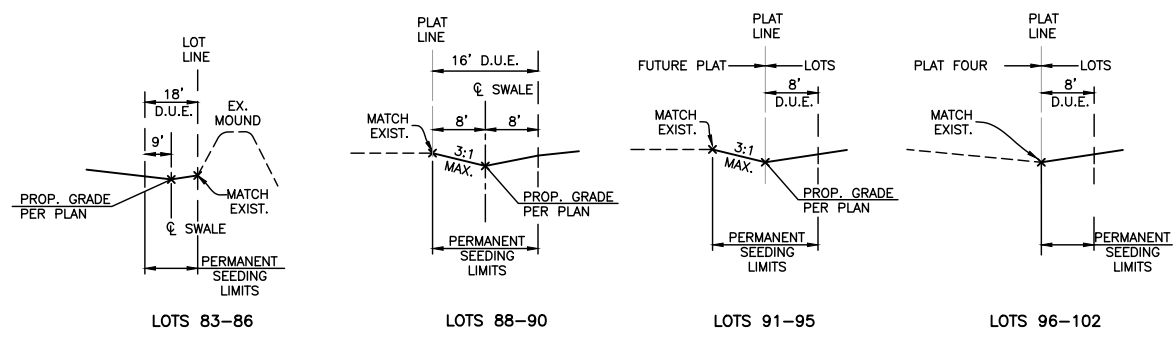 LOT
LINE
18'
D.U.E.
9'
EX.
MOUND
PROP. GRADE
PER PLAN
MATCH
EXIST.
℄ SWALE
PERMANENT
SEEDING
LIMITS
LOTS 83-86
PLAT
LINE
16' D.U.E.
℄ SWALE
8'
8'
MATCH
EXIST.
3:1
MAX.
PROP. GRADE
PER PLAN
PERMANENT
SEEDING
LIMITS
LOTS 88-90
PLAT
LINE
FUTURE PLAT
LOTS
8'
D.U.E.
MATCH
EXIST.
3:1
MAX.
PROP. GRADE
PER PLAN
PERMANENT
SEEDING
LIMITS
LOTS 91-95
PLAT
LINE
PLAT FOUR
LOTS
8'
D.U.E.
MATCH
EXIST.
PERMANENT
SEEDING
LIMITS
LOTS 96-102